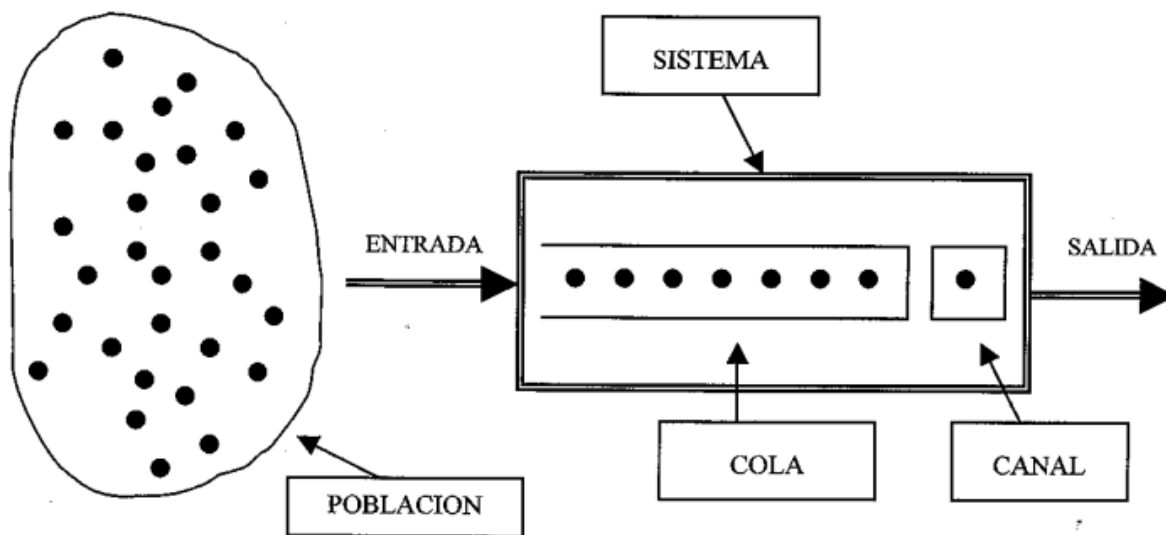 SISTEMA
ENTRADA
SALIDA
COLA
CANAL
POBLACION